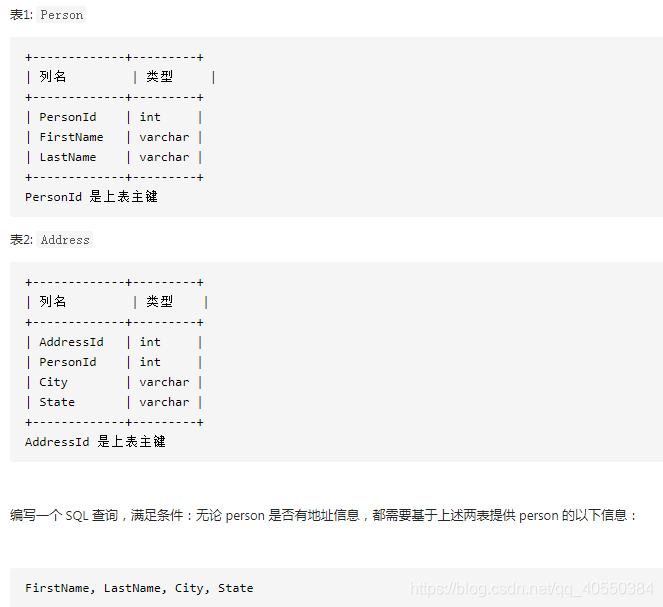 表1: Person
+-------------+---------+
| 列名         | 类型     |
+-------------+---------+
| PersonId    | int     |
| FirstName   | varchar |
| LastName    | varchar |
+-------------+---------+
PersonId 是上表主键
表2: Address
+-------------+---------+
| 列名         | 类型    |
+-------------+---------+
| AddressId   | int     |
| PersonId    | int     |
| City        | varchar |
| State       | varchar |
+-------------+---------+
AddressId 是上表主键
编写一个 SQL 查询，满足条件：无论 person 是否有地址信息，都需要基于上述两表提供 person 的以下信息：
FirstName, LastName, City, State
https://blog.csdn.net/qq_40550384